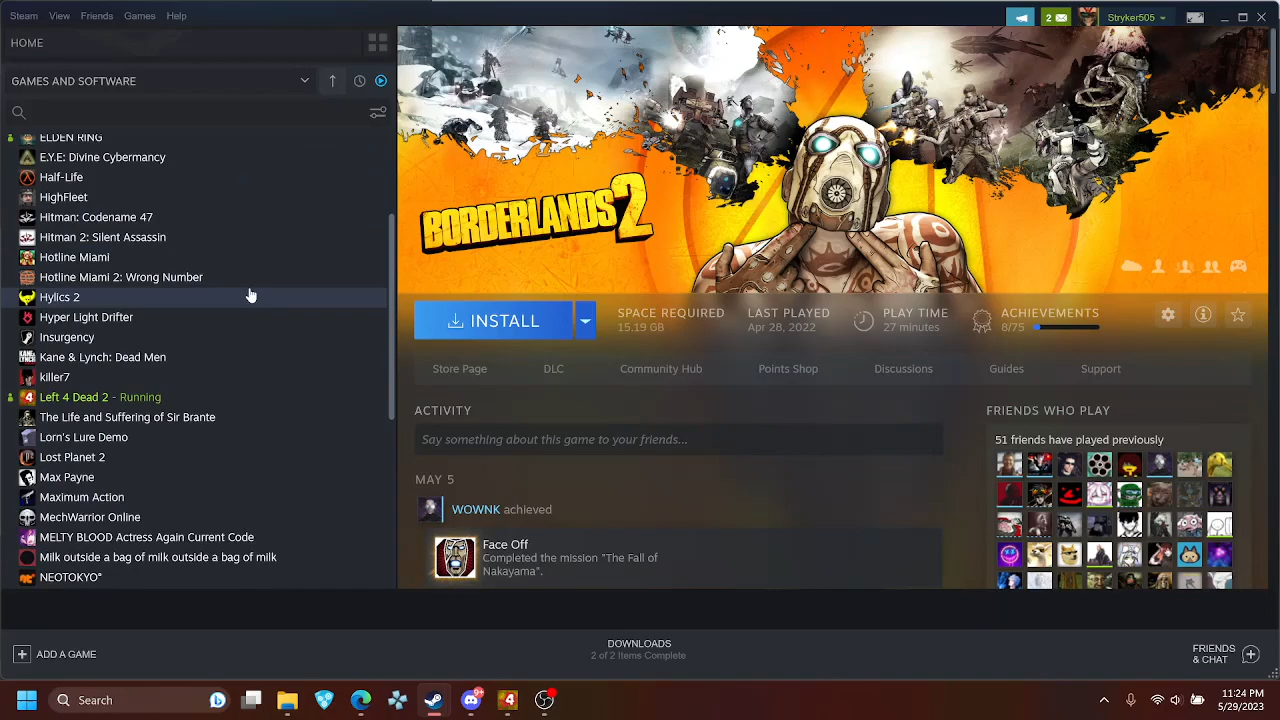 Steam View Friends Games Help
2 Stryker505
HOME
GAMES AND SOFTWARE
ELDEN RING
E.Y.E: Divine Cybermancy
Half-Life
HighFleet
Hitman: Codename 47
Hitman 2: Silent Assassin
Hotline Miami
Hotline Miami 2: Wrong Number
Hylics 2
Hyper Light Drifter
Insurgency
Kane & Lynch: Dead Men
killer7
Left 4 Dead 2 - Running
The Life and Suffering of Sir Brante
Lorn's Lure Demo
Lost Planet 2
Max Payne
Maximum Action
MechWarrior Online
MELTY BLOOD Actress Again Current Code
Milk outside a bag of milk outside a bag of milk
NEOTOKYO°
BORDERLANDS 2
INSTALL
SPACE REQUIRED
15.19 GB
LAST PLAYED
Apr 28, 2022
PLAY TIME
27 minutes
ACHIEVEMENTS
8/75
Store Page DLC Community Hub Points Shop Discussions Guides Support
ACTIVITY
Say something about this game to your friends...
MAY 5
WOWNK achieved
Face Off
Completed the mission "The Fall of
Nakayama".
FRIENDS WHO PLAY
51 friends have played previously
ADD A GAME
DOWNLOADS
2 of 2 Items Complete
FRIENDS
& CHAT
Search
4
9+
11:24 PM
5/29/2023